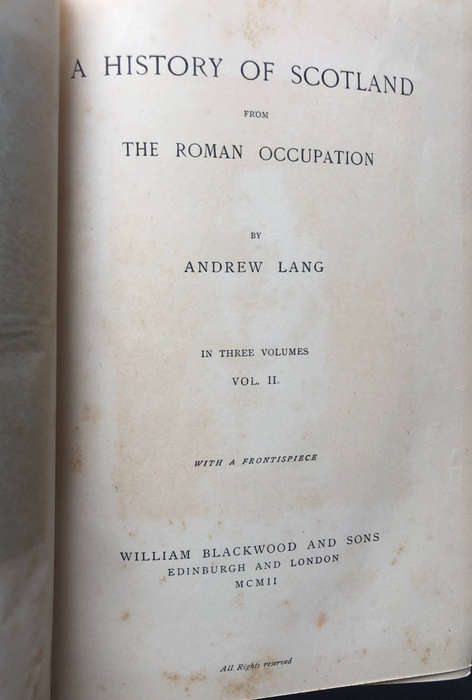 A HISTORY OF SCOTLAND
FROM
THE ROMAN OCCUPATION
BY
ANDREW LANG
IN THREE VOLUMES
VOL. II.
WITH A FRONTISPIECE
WILLIAM BLACKWOOD AND SONS
EDINBURGH AND LONDON
MCMII
All Rights reserved